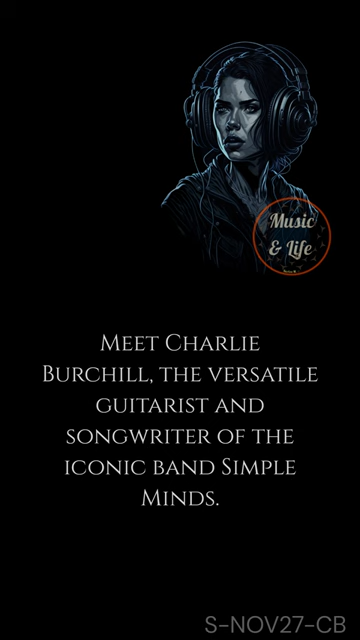 Music
& Life
Meet Charlie
Burchill, the versatile
guitarist and
songwriter of the
iconic band Simple
Minds.
S-NOV27-CB